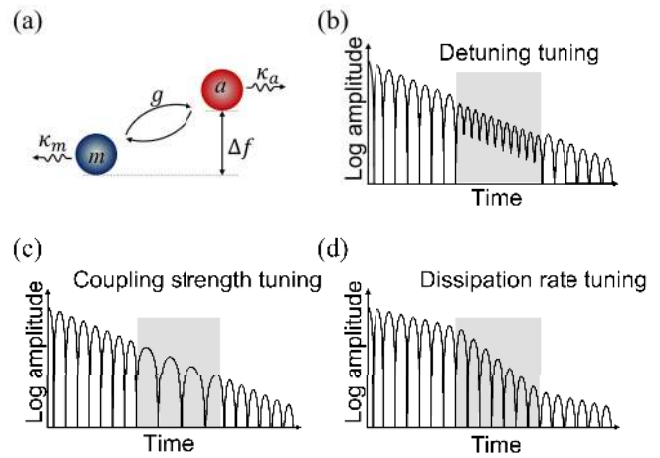 (a)
a
κa
g
κm
m
Δf
(b)
Detuning tuning
Log amplitude
Time
(c)
Coupling strength tuning
Log amplitude
Time
(d)
Dissipation rate tuning
Log amplitude
Time